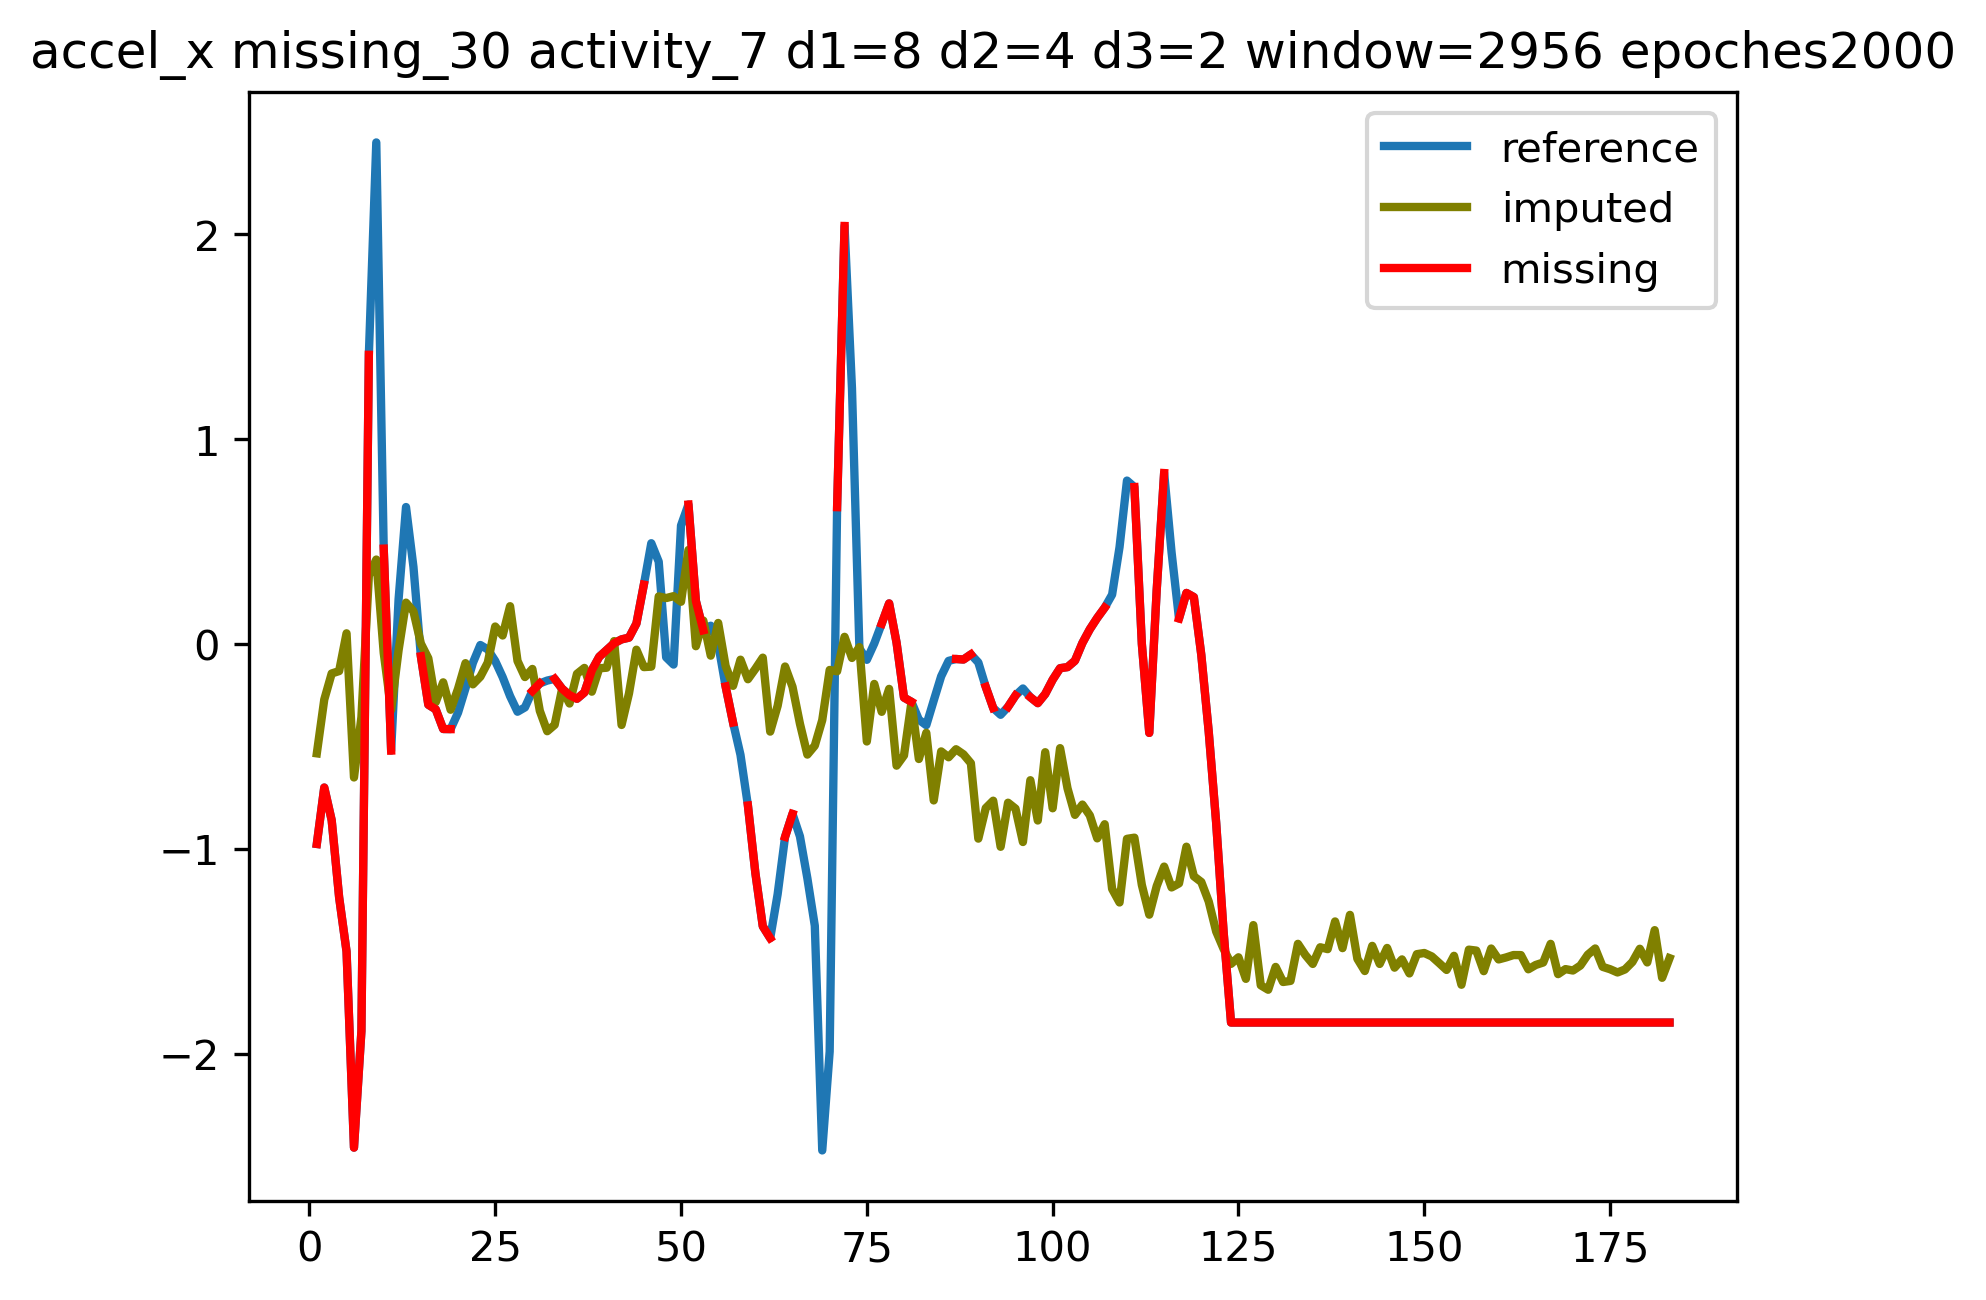 accel_x missing_30 activity_7 d1=8 d2=4 d3=2 window=2956 epoches2000
reference
imputed
missing
2
1
0
−1
−2
0 25 50 75 100 125 150 175